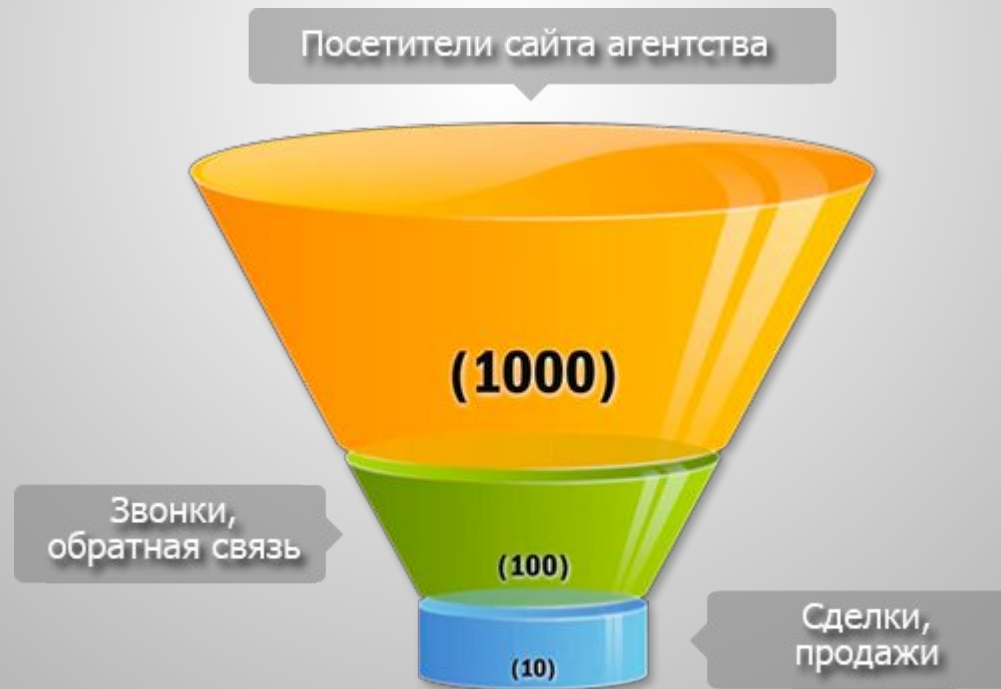 Посетители сайта агентства
(1000)
Звонки,
обратная связь
(100)
Сделки,
продажи
(10)